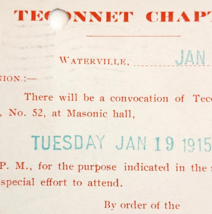 TECONNET CHAPT
WATERVILLE, JAN
NION.:—
There will be a convocation of Teco
, No. 52, at Masonic hall,
TUESDAY JAN 19 1915
P. M., for the purpose indicated in the
special effort to attend.
By order of the